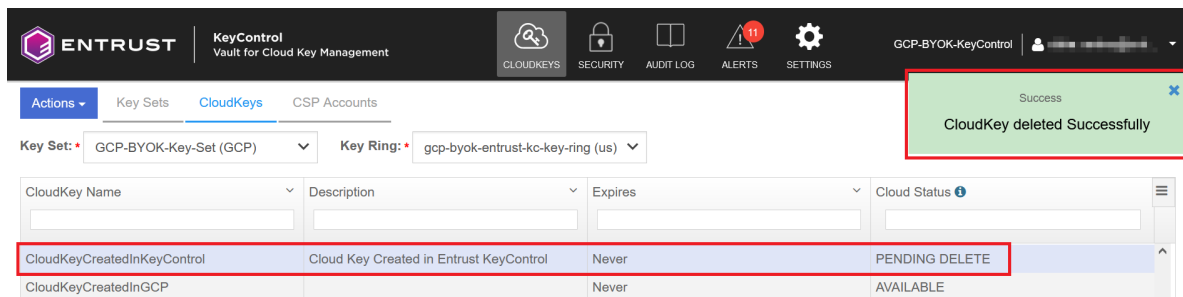 ENTRUST
KeyControl
Vault for Cloud Key Management
CLOUDKEYS
SECURITY
AUDIT LOG
11
ALERTS
SETTINGS
GCP-BYOK-KeyControl
Actions
Key Sets
CloudKeys
CSP Accounts
Success
CloudKey deleted Successfully
Key Set: * GCP-BYOK-Key-Set (GCP)
Key Ring: * gcp-byok-entrust-kc-key-ring (us)
CloudKey Name Description Expires Cloud Status
CloudKeyCreatedInKeyControl Cloud Key Created in Entrust KeyControl Never PENDING DELETE
CloudKeyCreatedInGCP Never AVAILABLE